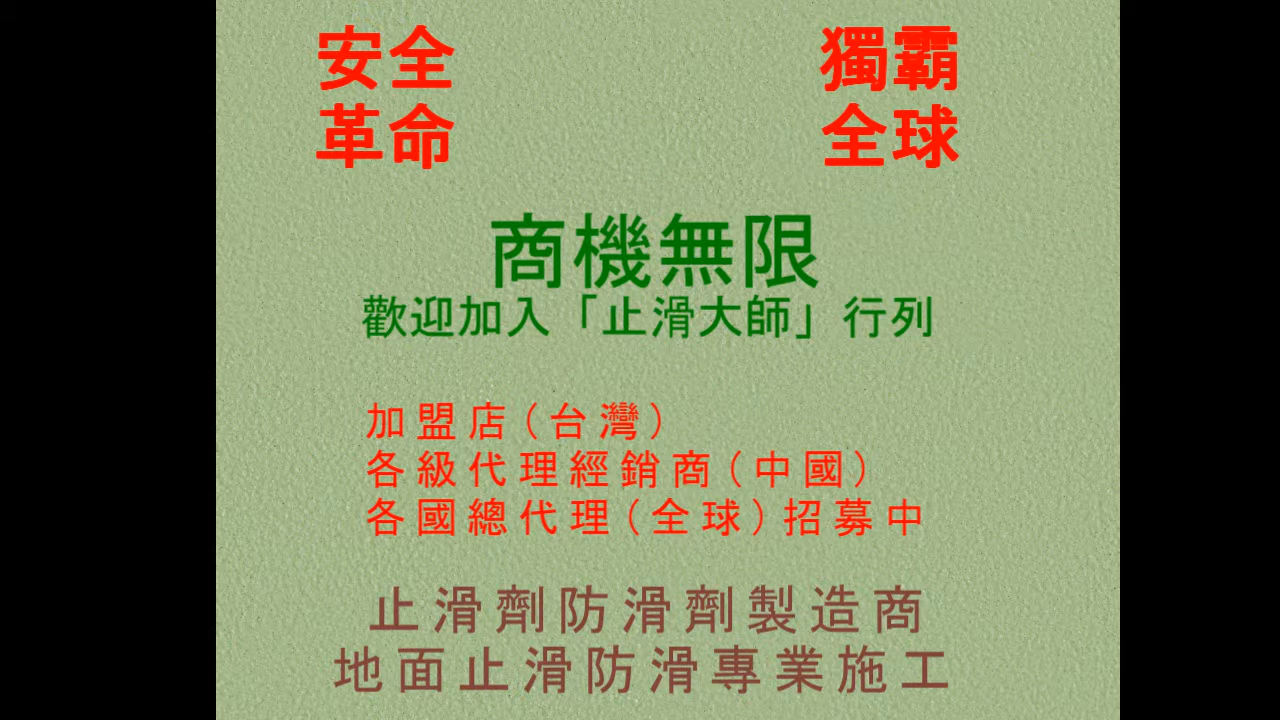 安全
革命
獨霸
全球
商機無限
歡迎加入「止滑大師」行列
加盟店(台灣)
各級代理經銷商(中國)
各國總代理(全球)招募中
止滑劑防滑劑製造商
地面止滑防滑專業施工